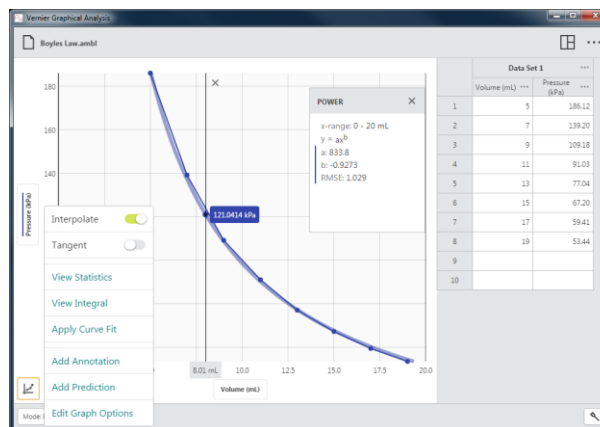 Vernier Graphical Analysis
Boyles Law.ambl
180
160
140
Pressure (kPa)
POWER
x-range: 0 - 20 mL
y = axᵇ
a: 833.8
b: -0.9273
RMSE: 1.029
121.0414 kPa
Interpolate
Tangent
View Statistics
View Integral
Apply Curve Fit
Add Annotation
Add Prediction
Edit Graph Options
8.01 mL
10.0
12.5
15.0
17.5
20.0
Volume (mL)
Mode:
Data Set 1
Volume (mL) Pressure (kPa)
1 5 186.12
2 7 139.20
3 9 109.18
4 11 91.03
5 13 77.04
6 15 67.20
7 17 59.41
8 19 53.44
9
10